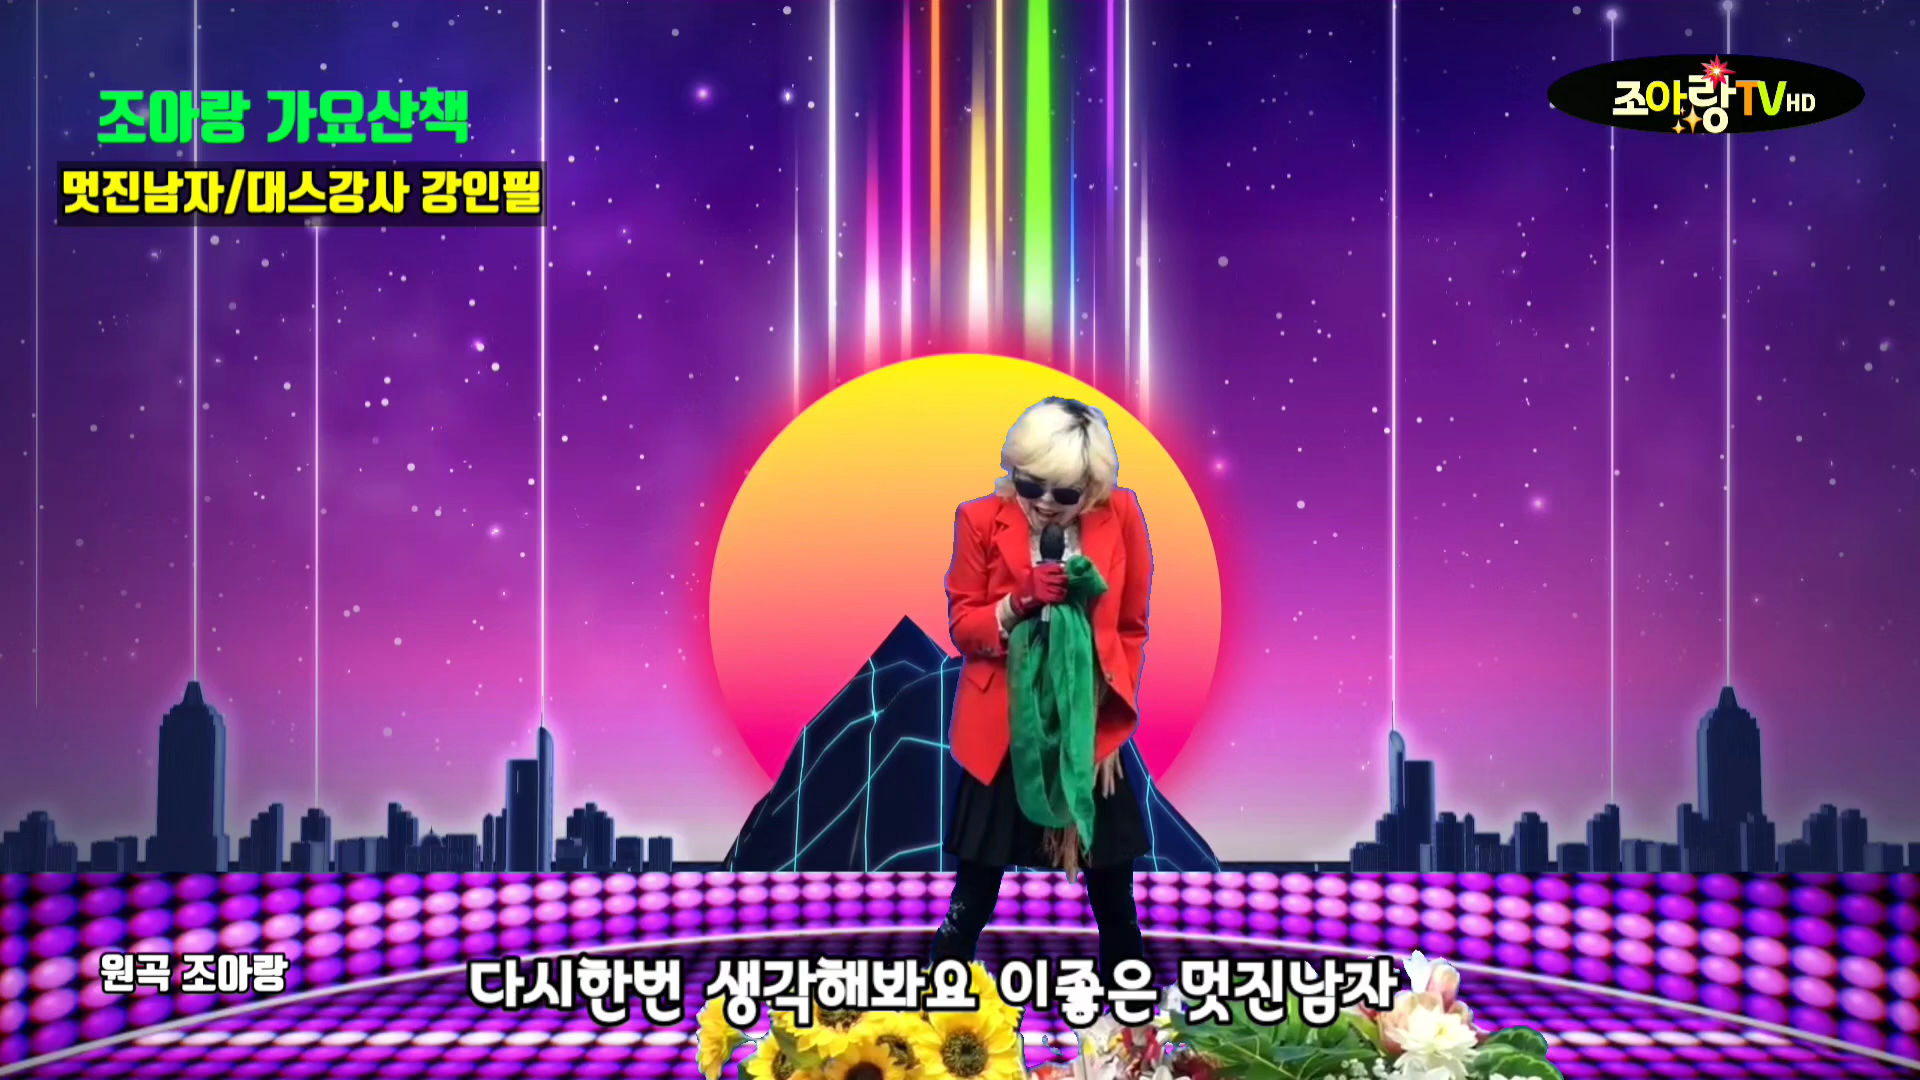 조아랑 가요산책
멋진남자/대스강사 강인필
조아랑TV HD
원곡 조아랑
다시한번 생각해봐요 이좋은 멋진남자